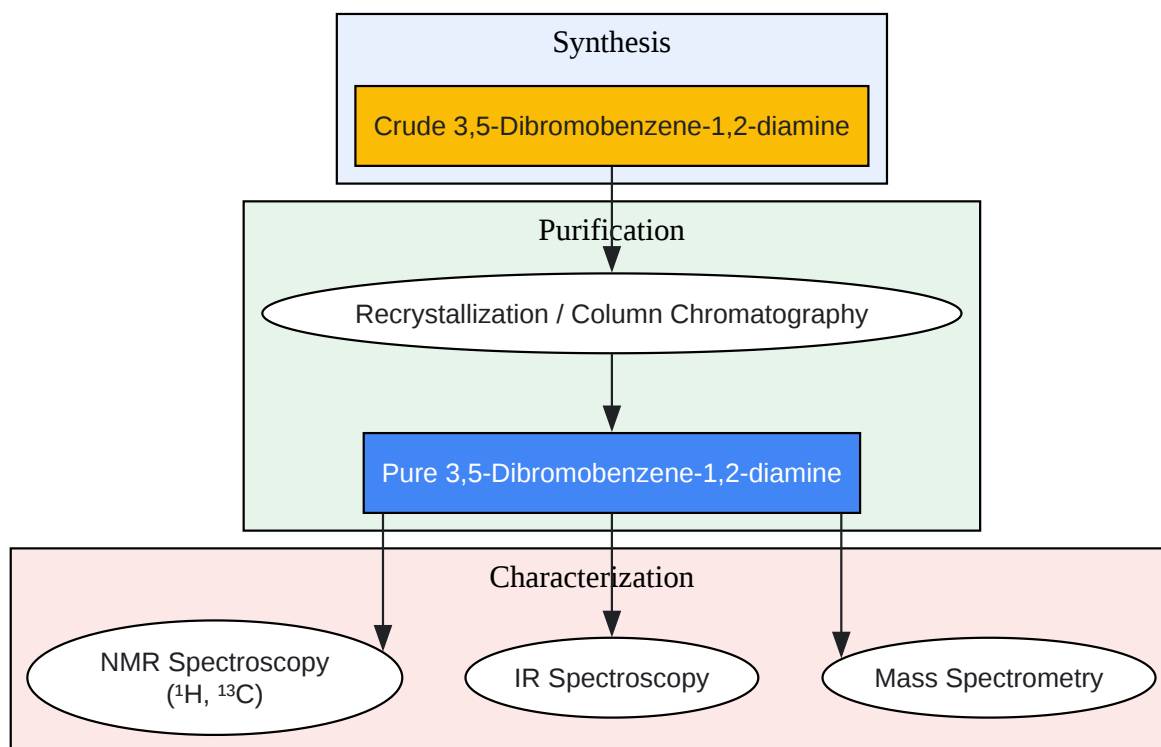 Synthesis
Crude 3,5-Dibromobenzene-1,2-diamine
Purification
Recrystallization / Column Chromatography
Pure 3,5-Dibromobenzene-1,2-diamine
Characterization
NMR Spectroscopy
(¹H, ¹³C)
IR Spectroscopy
Mass Spectrometry